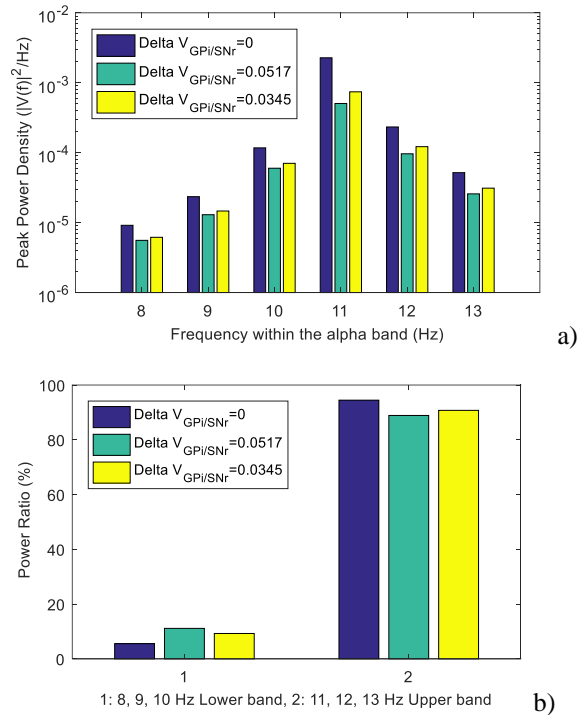 10^-2
10^-3
10^-4
10^-5
10^-6
Peak Power Density (|V(f)|^2/Hz)
Delta V_GPi/SNr=0
Delta V_GPi/SNr=0.0517
Delta V_GPi/SNr=0.0345
8 9 10 11 12 13
Frequency within the alpha band (Hz)
a)
100
80
60
40
20
0
Power Ratio (%)
Delta V_GPi/SNr=0
Delta V_GPi/SNr=0.0517
Delta V_GPi/SNr=0.0345
1 2
1: 8, 9, 10 Hz Lower band, 2: 11, 12, 13 Hz Upper band
b)